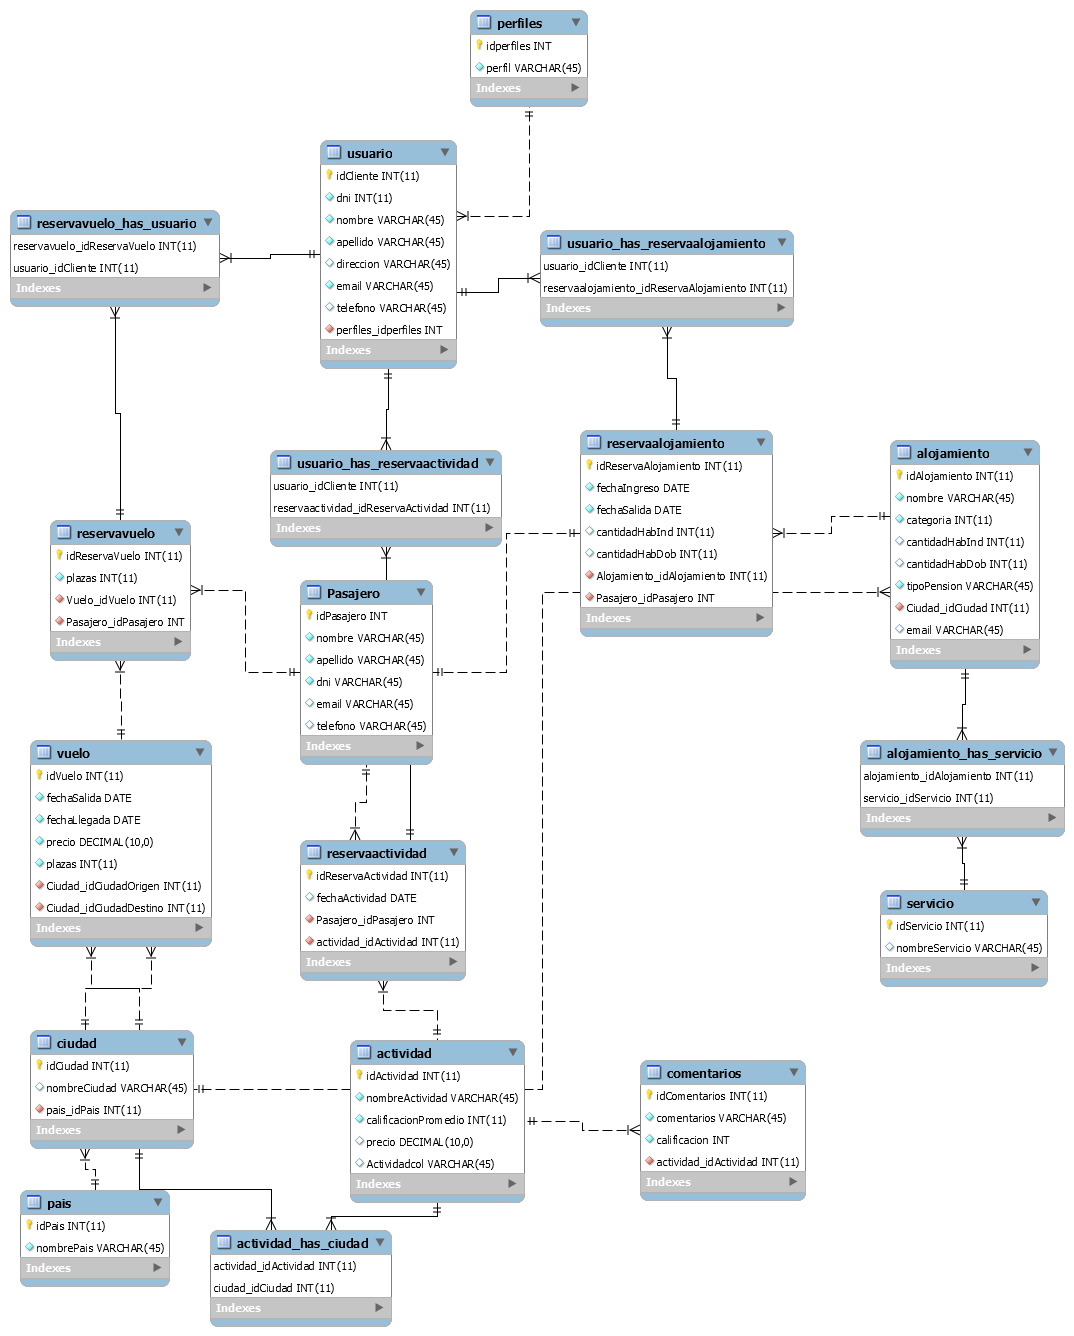 perfiles
idperfiles INT
perfil VARCHAR(45)
Indexes
usuario
idCliente INT(11)
dni INT(11)
nombre VARCHAR(45)
apellido VARCHAR(45)
direccion VARCHAR(45)
email VARCHAR(45)
telefono VARCHAR(45)
perfiles_idperfiles INT
Indexes
reservavuelo_has_usuario
reservavuelo_idReservaVuelo INT(11)
usuario_idCliente INT(11)
Indexes
usuario_has_reservaalojamiento
usuario_idCliente INT(11)
reservaalojamiento_idReservaAlojamiento INT(11)
Indexes
usuario_has_reservaactividad
usuario_idCliente INT(11)
reservaactividad_idReservaActividad INT(11)
Indexes
reservaalojamiento
idReservaAlojamiento INT(11)
fechaIngreso DATE
fechaSalida DATE
cantidadHabInd INT(11)
cantidadHabDob INT(11)
Alojamiento_idAlojamiento INT(11)
Pasajero_idPasajero INT
Indexes
alojamiento
idAlojamiento INT(11)
nombre VARCHAR(45)
categoria INT(11)
cantidadHabInd INT(11)
cantidadHabDob INT(11)
tipoPension VARCHAR(45)
Ciudad_idCiudad INT(11)
email VARCHAR(45)
Indexes
reservavuelo
idReservaVuelo INT(11)
plazas INT(11)
Vuelo_idVuelo INT(11)
Pasajero_idPasajero INT
Indexes
Pasajero
idPasajero INT
nombre VARCHAR(45)
apellido VARCHAR(45)
dni VARCHAR(45)
email VARCHAR(45)
telefono VARCHAR(45)
Indexes
vuelo
idVuelo INT(11)
fechaSalida DATE
fechaLlegada DATE
precio DECIMAL(10,0)
plazas INT(11)
Ciudad_idCiudadOrigen INT(11)
Ciudad_idCiudadDestino INT(11)
Indexes
alojamiento_has_servicio
alojamiento_idAlojamiento INT(11)
servicio_idServicio INT(11)
Indexes
reservaactividad
idReservaActividad INT(11)
fechaActividad DATE
Pasajero_idPasajero INT
actividad_idActividad INT(11)
Indexes
servicio
idServicio INT(11)
nombreServicio VARCHAR(45)
Indexes
ciudad
idCiudad INT(11)
nombreCiudad VARCHAR(45)
pais_idPais INT(11)
Indexes
actividad
idActividad INT(11)
nombreActividad VARCHAR(45)
calificacionPromedio INT(11)
precio DECIMAL(10,0)
Actividadcol VARCHAR(45)
Indexes
comentarios
idComentarios INT(11)
comentarios VARCHAR(45)
calificacion INT
actividad_idActividad INT(11)
Indexes
pais
idPais INT(11)
nombrePais VARCHAR(45)
Indexes
actividad_has_ciudad
actividad_idActividad INT(11)
ciudad_idCiudad INT(11)
Indexes